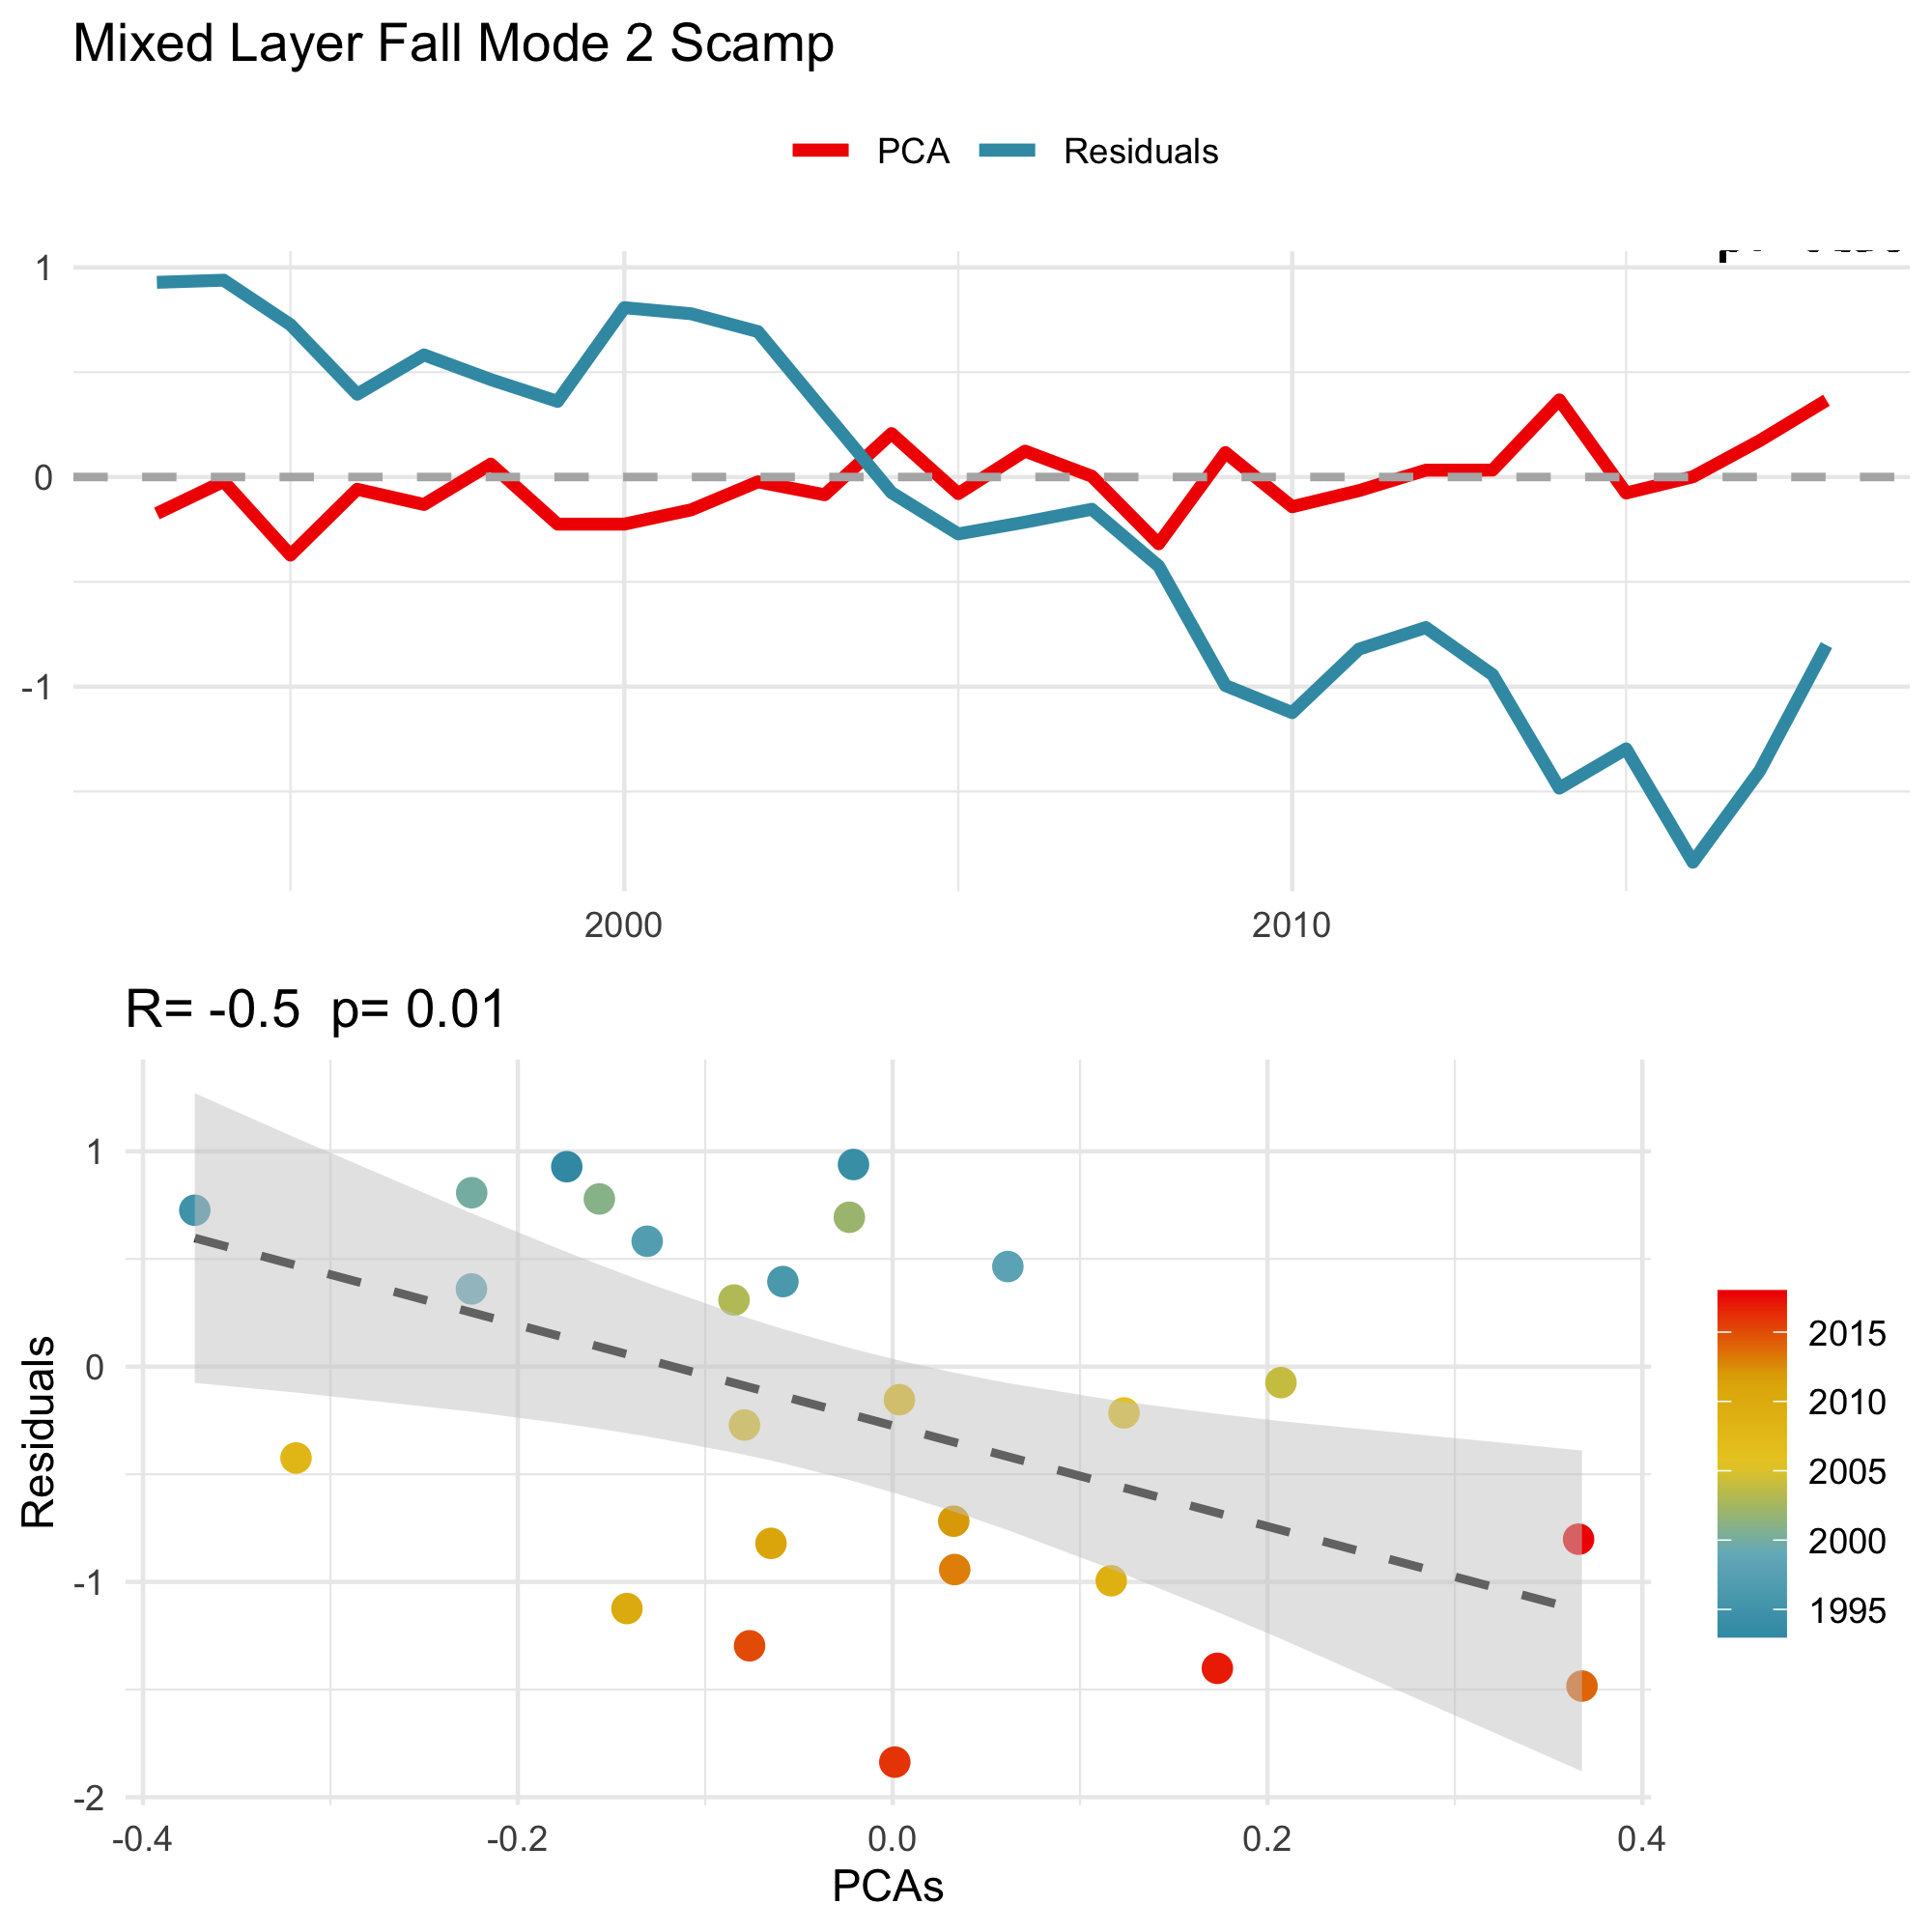 Mixed Layer Fall Mode 2 Scamp
PCA Residuals
1
0
-1
2000 2010
R= -0.5 p= 0.01
Residuals
1
0
-1
-2
-0.4 -0.2 0.0 0.2 0.4
PCAs
2015
2010
2005
2000
1995